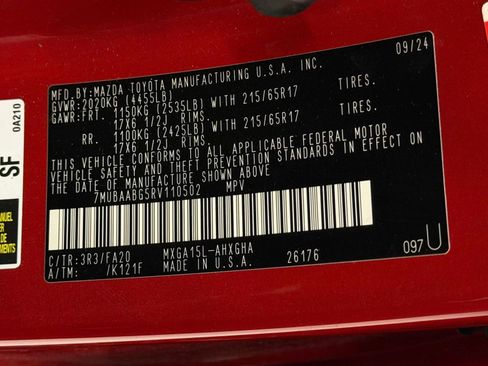 09/24
MFD.BY:MAZDA TOYOTA MANUFACTURING U.S.A. INC.
GVWR:2020KG (4455LB)
GAWR:FRT. 1150KG (2535LB) WITH 215/65R17 TIRES.
17X6 1/2J RIMS.
RR. 1100KG (2425LB) WITH 215/65R17 TIRES.
17X6 1/2J RIMS.
THIS VEHICLE CONFORMS TO ALL APPLICABLE FEDERAL MOTOR
VEHICLE SAFETY AND THEFT PREVENTION STANDARDS IN EFFECT ON
THE DATE OF MANUFACTURE SHOWN ABOVE.
7MUBAABG5RV110502 MPV
C/TR:3R3/FA20 MXGA15L-AHXGHA
A/TM: /K121F MADE IN U.S.A. 26176 097U
0A210
SF